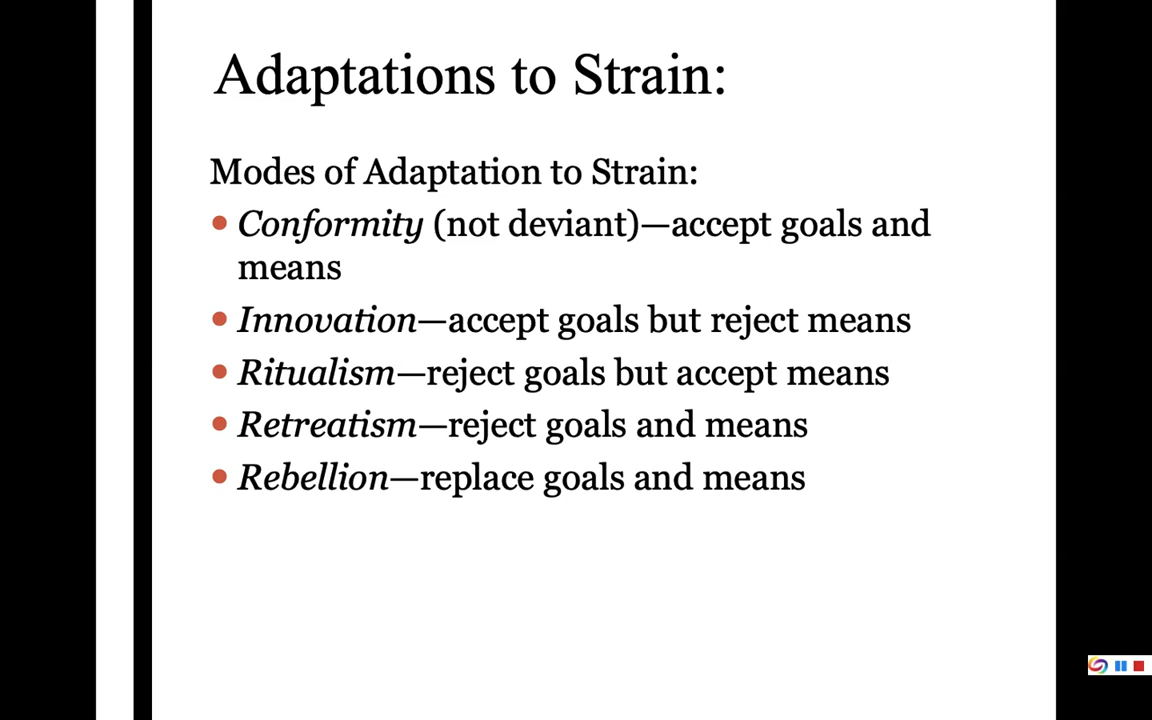 Adaptations to Strain:
Modes of Adaptation to Strain:
• Conformity (not deviant)—accept goals and
means
• Innovation—accept goals but reject means
• Ritualism—reject goals but accept means
• Retreatism—reject goals and means
• Rebellion—replace goals and means